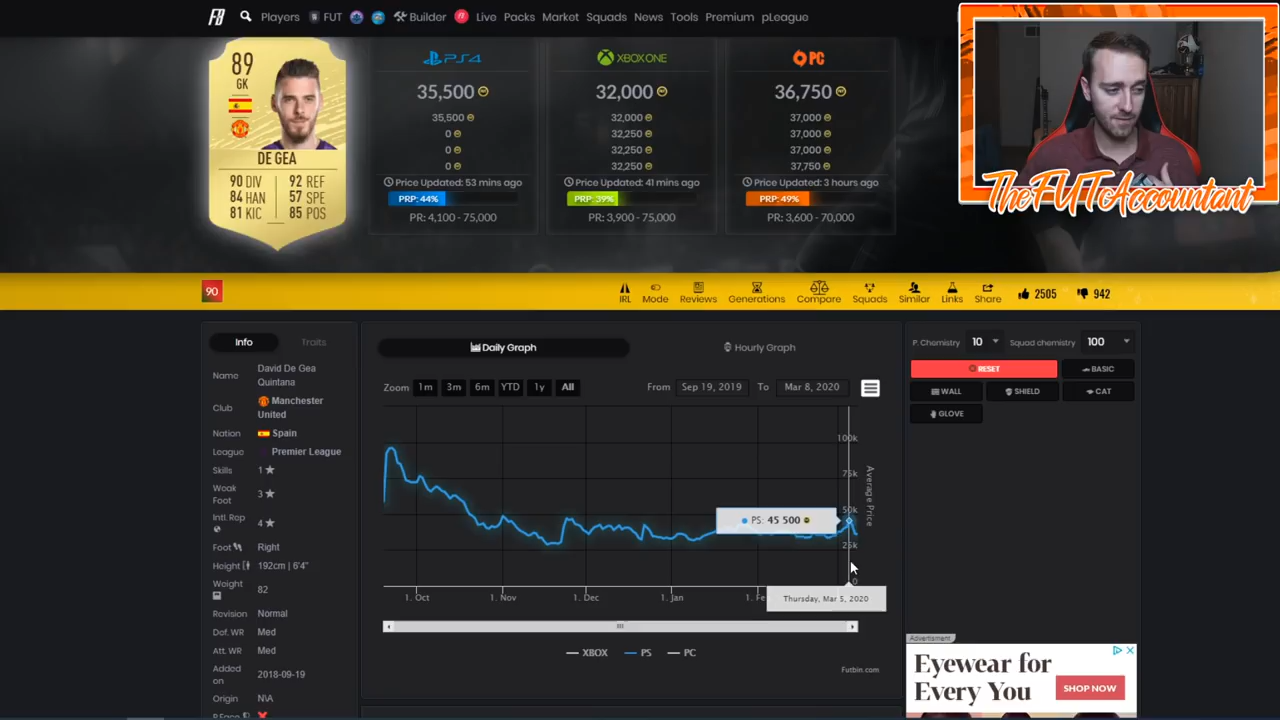 FB Players FUT Builder Live Packs Market Squads News Tools Premium pLeague
89
GK
DE GEA
90 DIV 92 REF
84 HAN 57 SPE
81 KIC 85 POS
PS4
35,500
35,500
0
0
0
Price Updated: 53 mins ago
PRP: 44%
PR: 4,100 - 75,000
XBOX ONE
32,000
32,000
32,250
32,250
32,250
Price Updated: 41 mins ago
PRP: 39%
PR: 3,900 - 75,000
PC
36,750
37,000
37,000
37,000
37,750
Price Updated: 3 hours ago
PRP: 49%
PR: 3,600 - 70,000
TheFUTAccountant
90
IRL Mode Reviews Generations Compare Squads Similar Links Share 2505 942
Info Traits
Name David De Gea
Quintana
Club Manchester
United
Nation Spain
League Premier League
Skills 1
Weak
Foot 3
Intl. Rep 4
Foot Right
Height 192cm | 6'4"
Weight 82
Revision Normal
Def. WR Med
Att. WR Med
Added
on 2018-09-19
Origin N\A
Daily Graph Hourly Graph
Zoom 1m 3m 6m YTD 1y All From Sep 19, 2019 To Mar 8, 2020
100k
75k
50k
25k
0
Average Price
PS: 45 500
1. Oct 1. Nov 1. Dec 1. Jan 1. Fe
Thursday, Mar 5, 2020
XBOX PS PC
Futbin.com
P. Chemistry 10 Squad chemistry 100
RESET BASIC
WALL SHIELD CAT
GLOVE
Advertisment
Eyewear for
Every You
SHOP NOW